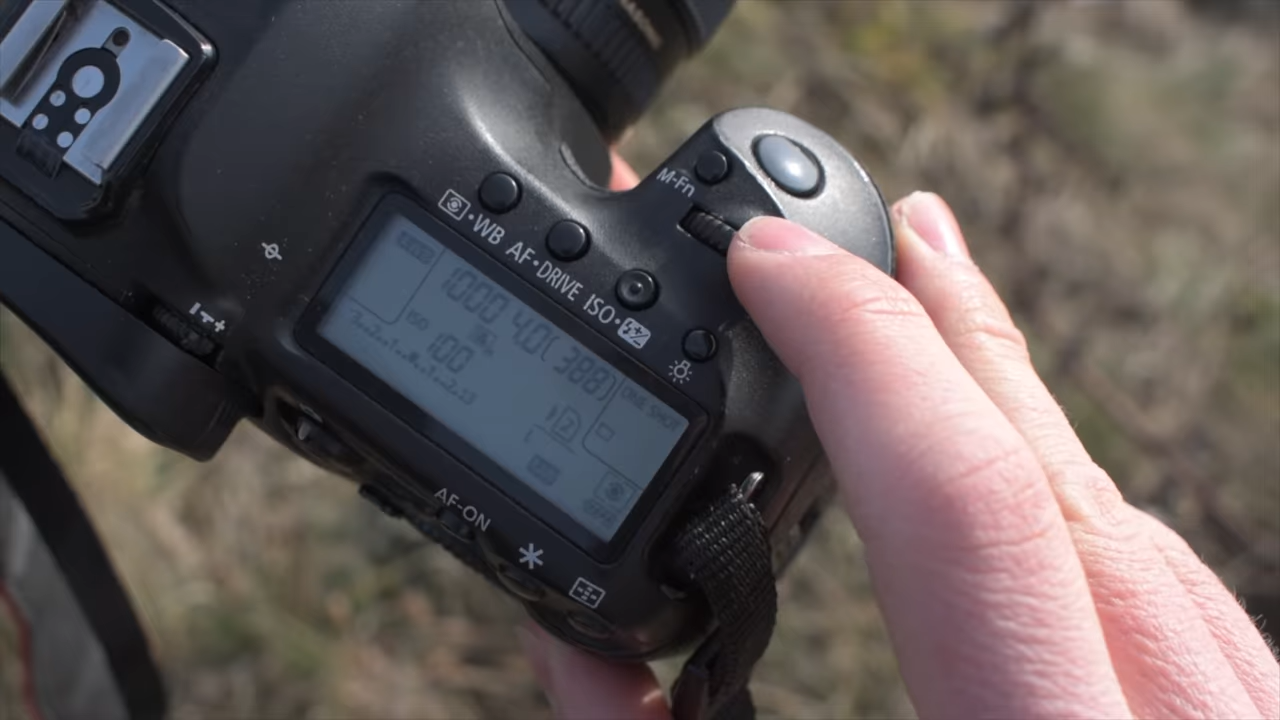 M-Fn
•WB AF•DRIVE ISO•
1000 4.0 ( 388)
ISO
100
ONE SHOT
AF-ON